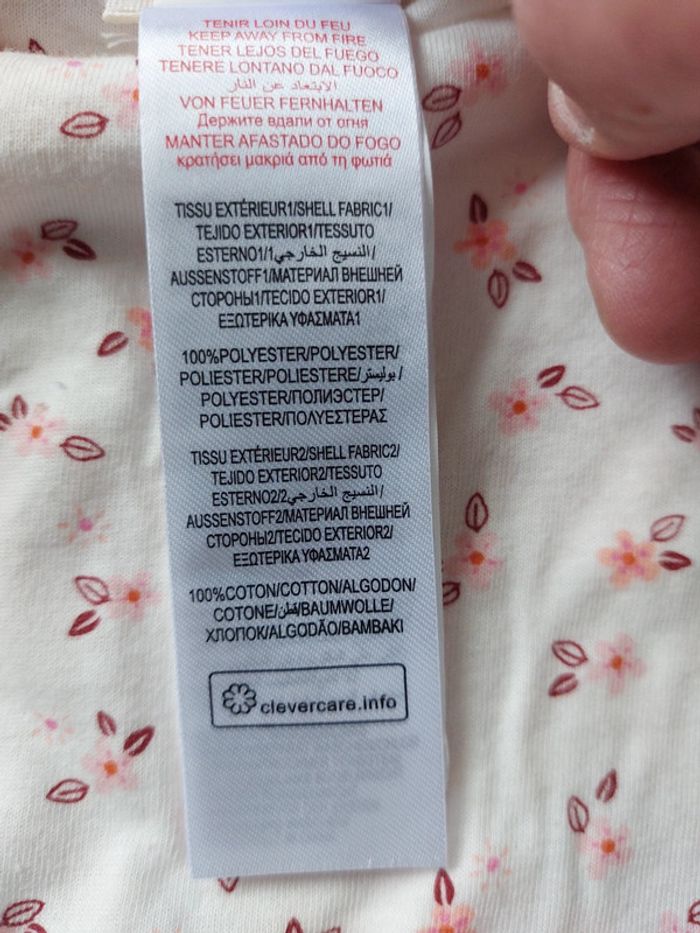 TENIR LOIN DU FEU
KEEP AWAY FROM FIRE
TENER LEJOS DEL FUEGO
TENERE LONTANO DAL FUOCO
الابتعاد عن النار
VON FEUER FERNHALTEN
Держите вдали от огня
MANTER AFASTADO DO FOGO
κρατήσει μακριά από τη φωτιά
TISSU EXTÉRIEUR1/SHELL FABRIC1/
TEJIDO EXTERIOR1/TESSUTO
ESTERNO1/1النسيج الخارجي/
AUSSENSTOFF1/МАТЕРИАЛ ВНЕШНЕЙ
СТОРОНЫ1/TECIDO EXTERIOR1/
ΕΞΩΤΕΡΙΚΑ ΥΦΑΣΜΑΤΑ1
100%POLYESTER/POLYESTER/
POLIESTER/POLIESTERE/بوليستر/
POLYESTER/ПОЛИЭСТЕР/
POLIESTER/ΠΟΛΥΕΣΤΕΡΑΣ
TISSU EXTÉRIEUR2/SHELL FABRIC2/
TEJIDO EXTERIOR2/TESSUTO
ESTERNO2/2النسيج الخارجي/
AUSSENSTOFF2/МАТЕРИАЛ ВНЕШНЕЙ
СТОРОНЫ2/TECIDO EXTERIOR2/
ΕΞΩΤΕΡΙΚΑ ΥΦΑΣΜΑΤΑ2
100%COTON/COTTON/ALGODON/
COTONE/قطن/BAUMWOLLE/
ХЛОПОК/ALGODÃO/ΒΑΜΒΑΚΙ
clevercare.info